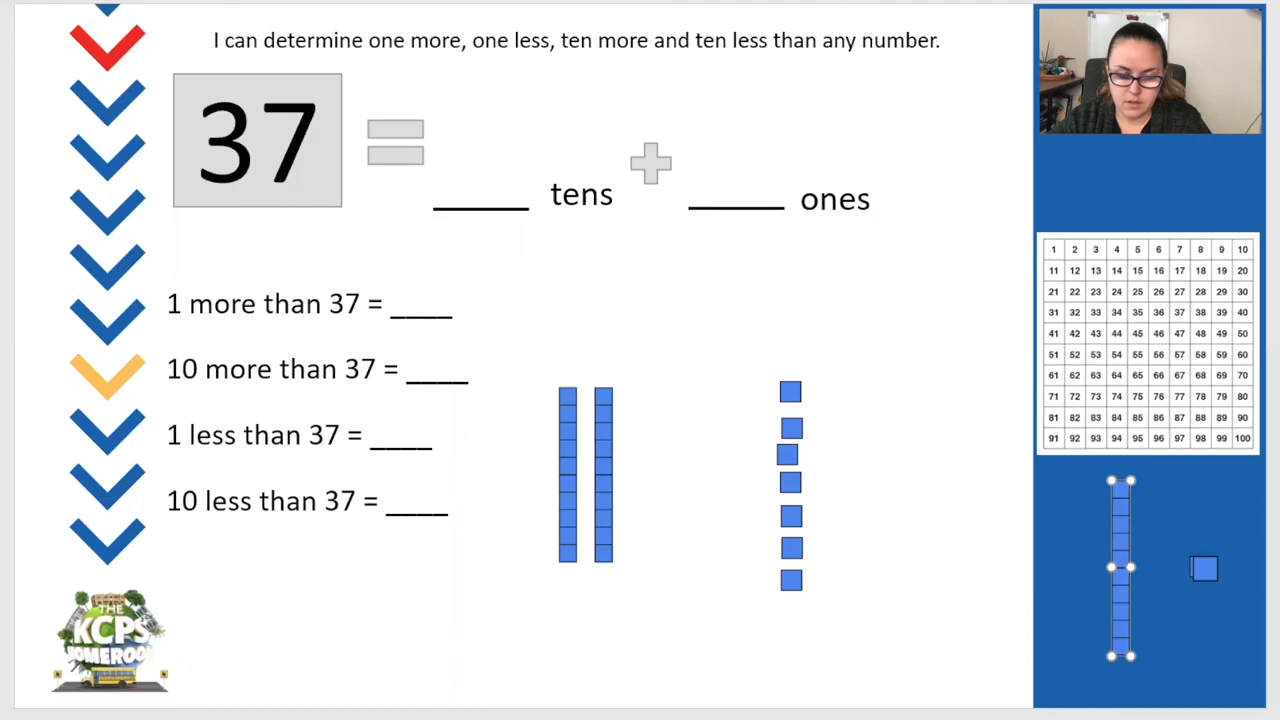 I can determine one more, one less, ten more and ten less than any number.
37
_____ tens _____ ones
1 more than 37 = ____
10 more than 37 = ____
1 less than 37 = ____
10 less than 37 = ____
THE
KCPS
HOMEROOM
1 2 3 4 5 6 7 8 9 10
11 12 13 14 15 16 17 18 19 20
21 22 23 24 25 26 27 28 29 30
31 32 33 34 35 36 37 38 39 40
41 42 43 44 45 46 47 48 49 50
51 52 53 54 55 56 57 58 59 60
61 62 63 64 65 66 67 68 69 70
71 72 73 74 75 76 77 78 79 80
81 82 83 84 85 86 87 88 89 90
91 92 93 94 95 96 97 98 99 100